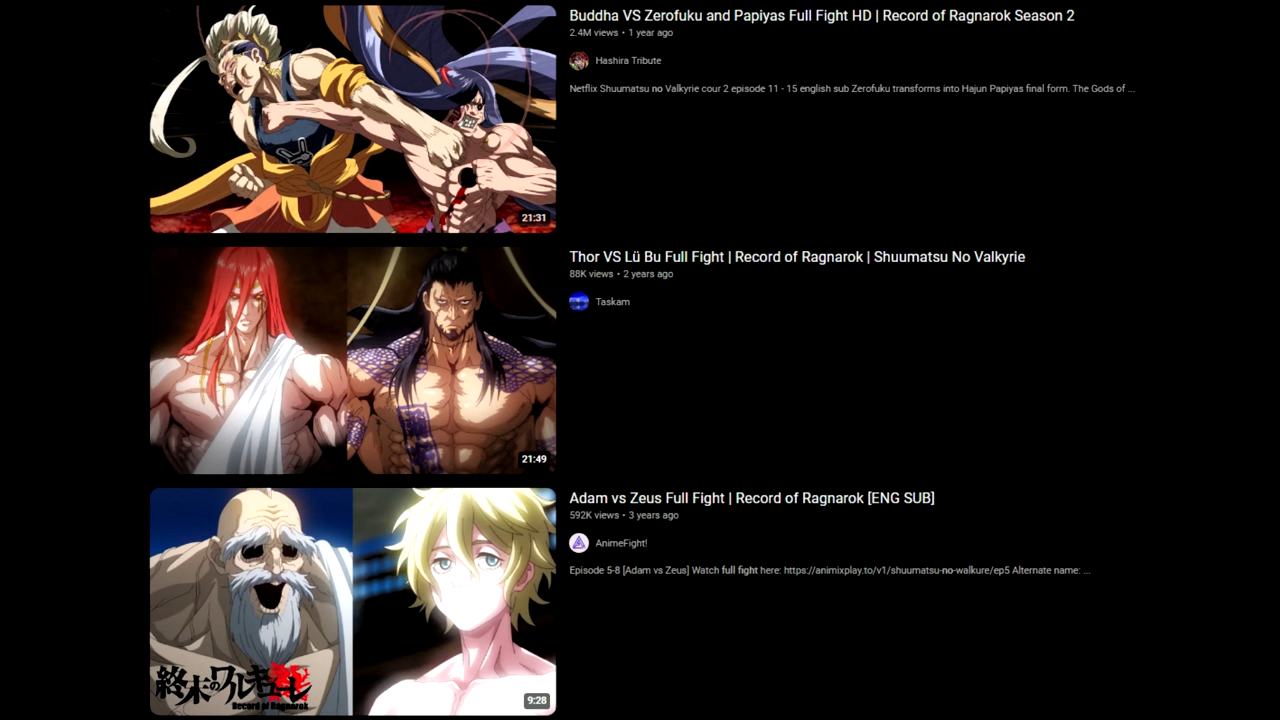 Buddha VS Zerofuku and Papiyas Full Fight HD | Record of Ragnarok Season 2
2.4M views • 1 year ago
Hashira Tribute
Netflix Shuumatsu no Valkyrie cour 2 episode 11 - 15 english sub Zerofuku transforms into Hajun Papiyas final form. The Gods of ...
21:31
Thor VS Lü Bu Full Fight | Record of Ragnarok | Shuumatsu No Valkyrie
88K views • 2 years ago
Taskam
21:49
Adam vs Zeus Full Fight | Record of Ragnarok [ENG SUB]
592K views • 3 years ago
AnimeFight!
Episode 5-8 [Adam vs Zeus] Watch full fight here: https://animixplay.to/v1/shuumatsu-no-walkure/ep5 Alternate name: ...
終末のワルキューレ
Record of Ragnarok
9:28